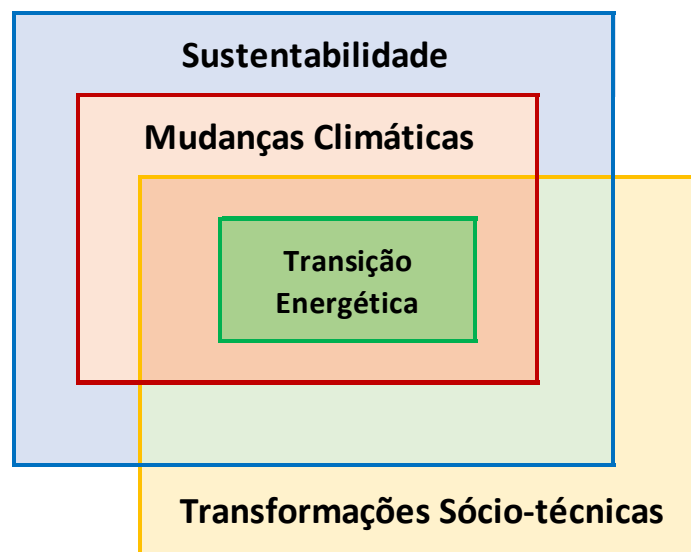 Sustentabilidade
Mudanças Climáticas
Transição
Energética
Transformações Sócio-técnicas